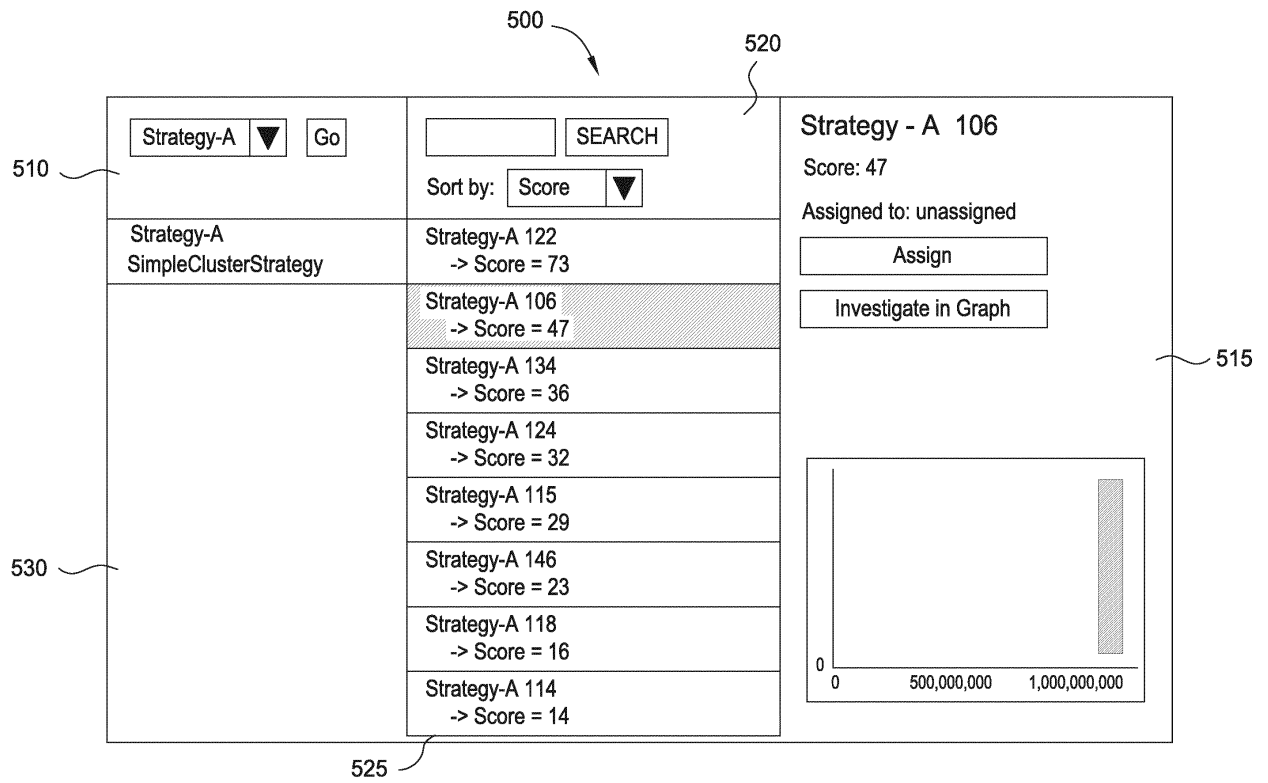 500
520
510
Strategy-A
Go
Strategy-A
SimpleClusterStrategy
530
SEARCH
Sort by: Score
Strategy-A 122
-> Score = 73
Strategy-A 106
-> Score = 47
Strategy-A 134
-> Score = 36
Strategy-A 124
-> Score = 32
Strategy-A 115
-> Score = 29
Strategy-A 146
-> Score = 23
Strategy-A 118
-> Score = 16
Strategy-A 114
-> Score = 14
525
Strategy - A 106
Score: 47
Assigned to: unassigned
Assign
Investigate in Graph
515
0
0 500,000,000 1,000,000,000